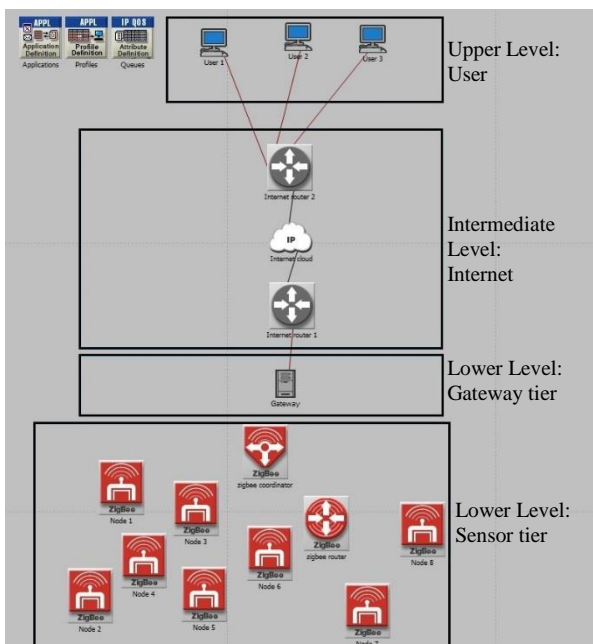 APPL
Application
Definition
Applications
APPL
Profile
Definition
Profiles
IP QOS
Attribute
Definition
Queues
User 1
User 2
User 3
Upper Level:
User
Internet router 2
IP
Internet cloud
Internet router 1
Intermediate
Level:
Internet
Gateway
Lower Level:
Gateway tier
ZigBee
zigbee coordinator
ZigBee
Node 1
ZigBee
Node 3
ZigBee
zigbee router
ZigBee
Node 8
ZigBee
Node 4
ZigBee
Node 6
ZigBee
Node 2
ZigBee
Node 5
ZigBee
Lower Level:
Sensor tier